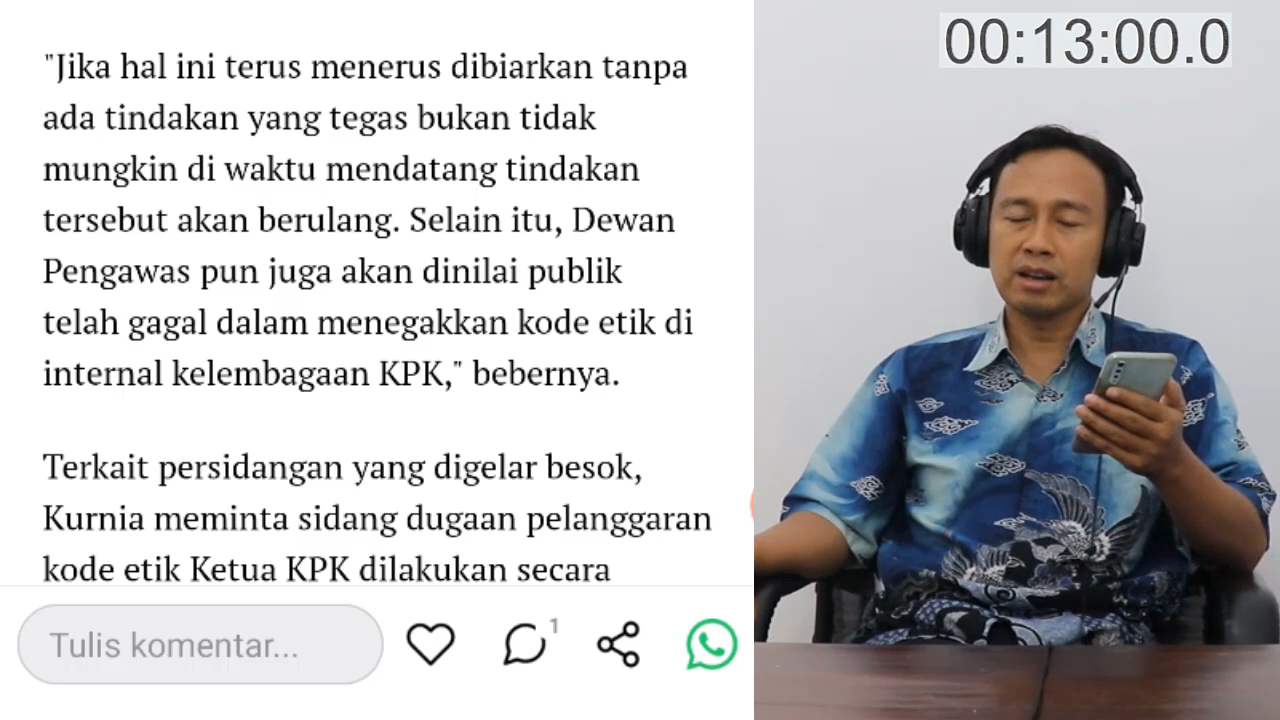 "Jika hal ini terus menerus dibiarkan tanpa
ada tindakan yang tegas bukan tidak
mungkin di waktu mendatang tindakan
tersebut akan berulang. Selain itu, Dewan
Pengawas pun juga akan dinilai publik
telah gagal dalam menegakkan kode etik di
internal kelembagaan KPK," bebernya.
Terkait persidangan yang digelar besok,
Kurnia meminta sidang dugaan pelanggaran
kode etik Ketua KPK dilakukan secara
Tulis komentar...
1
00:13:00.0